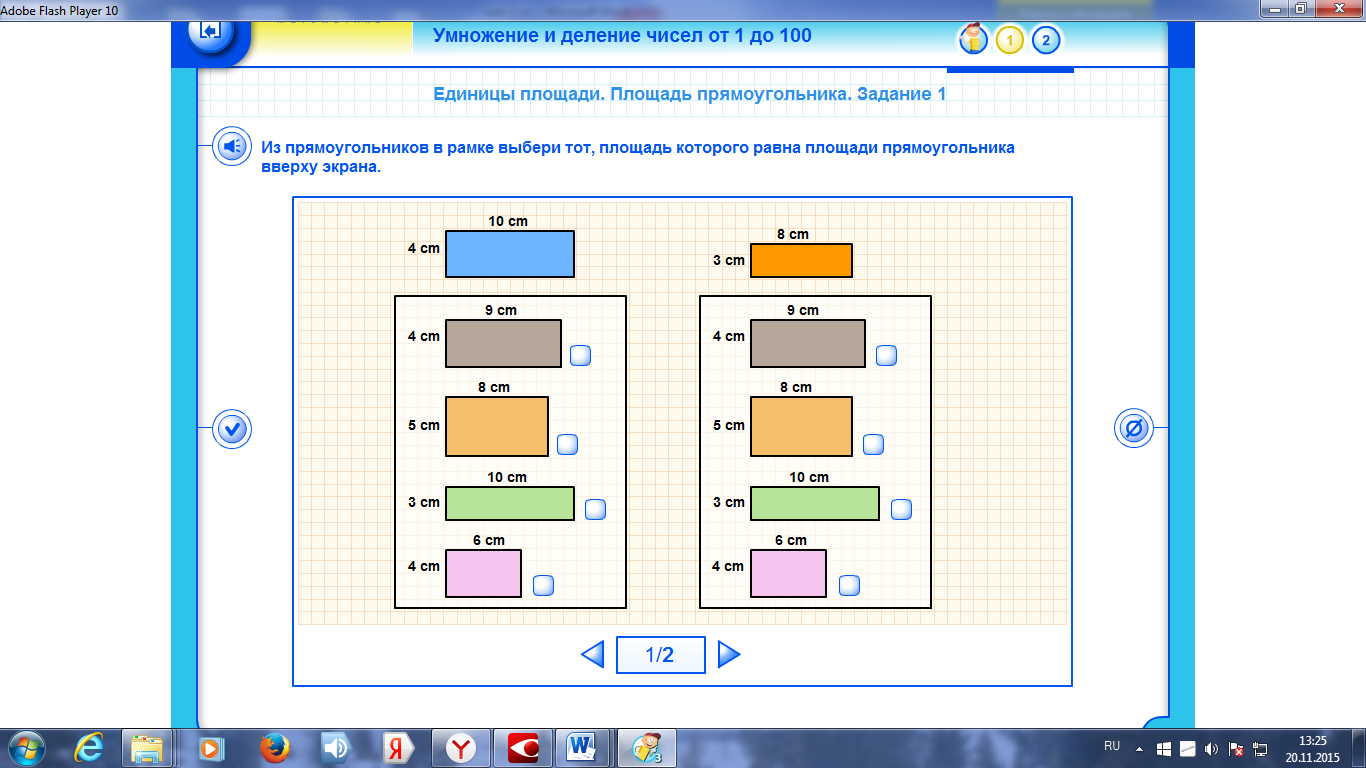 Adobe Flash Player 10
Умножение и деление чисел от 1 до 100
1
2
Единицы площади. Площадь прямоугольника. Задание 1
Из прямоугольников в рамке выбери тот, площадь которого равна площади прямоугольника
вверху экрана.
10 cm
4 cm
9 cm
4 cm
8 cm
5 cm
10 cm
3 cm
6 cm
4 cm
8 cm
3 cm
9 cm
4 cm
8 cm
5 cm
10 cm
3 cm
6 cm
4 cm
1/2
RU
13:25
20.11.2015